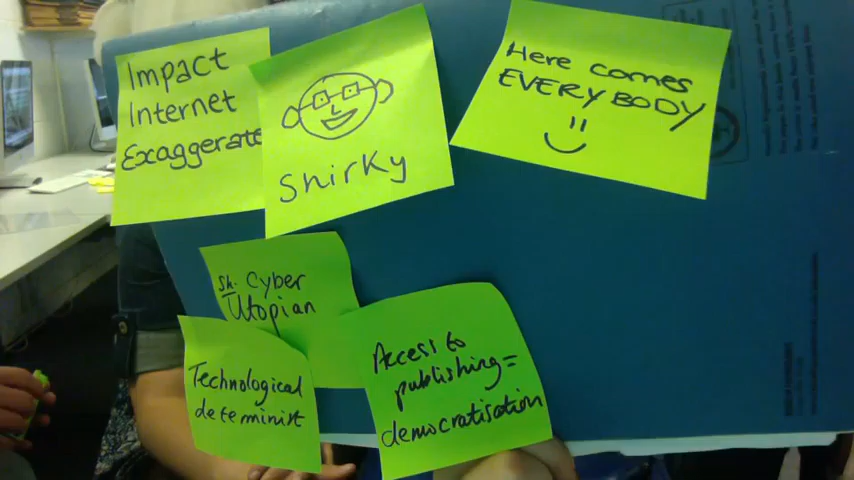 Impact
Internet
Exaggerate
Shirky
Here comes
EVERYBODY
Sh. Cyber
Utopian
Technological
determinist
Access to
publishing=
democratisation